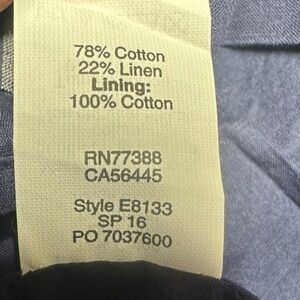 78% Cotton
22% Linen
Lining:
100% Cotton
RN77388
CA56445
Style E8133
SP 16
PO 7037600